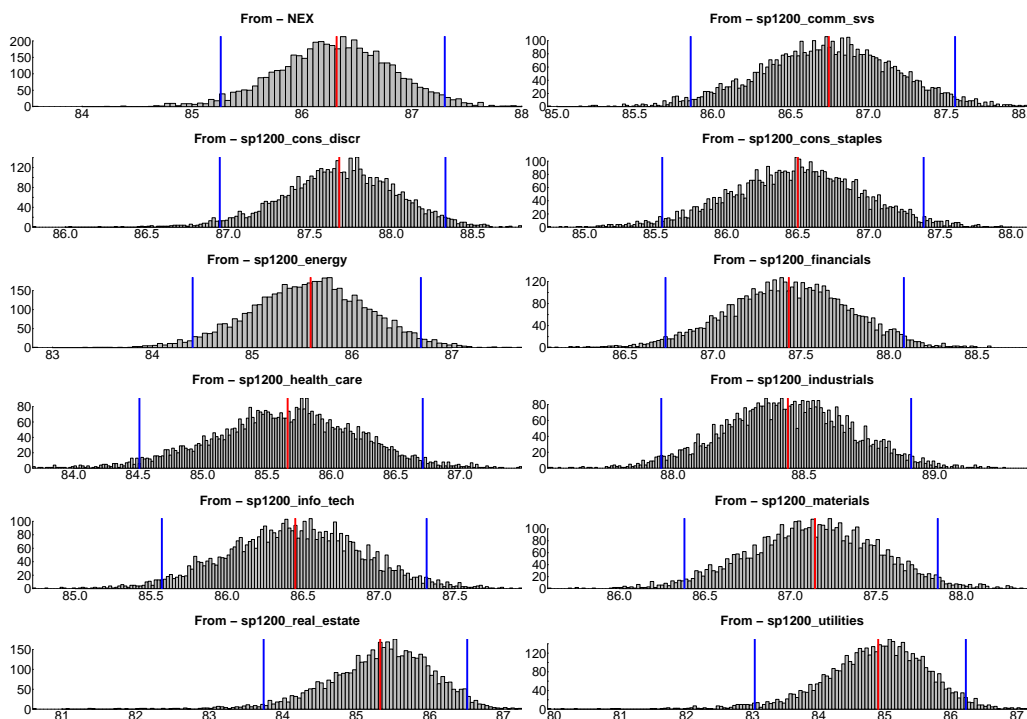 From − NEX
200
150
100
50
0
84 85 86 87 88
From − sp1200_comm_svs
100
80
60
40
20
0
85.0 85.5 86.0 86.5 87.0 87.5
From − sp1200_cons_discr
120
80
40
0
86.0 86.5 87.0 87.5 88.0 88.5
From − sp1200_cons_staples
100
80
60
40
20
0
85.0 85.5 86.0 86.5 87.0 87.5 88.0
From − sp1200_energy
150
100
50
0
83 84 85 86 87
From − sp1200_financials
120
80
40
0
86.5 87.0 87.5 88.0 88.5
From − sp1200_health_care
80
60
40
20
0
84.0 84.5 85.0 85.5 86.0 86.5 87.0
From − sp1200_industrials
80
60
40
20
0
88.0 88.5 89.0
From − sp1200_info_tech
100
80
60
40
20
0
85.0 85.5 86.0 86.5 87.0 87.5
From − sp1200_materials
100
80
60
40
20
0
86.0 86.5 87.0 87.5 88.0
From − sp1200_real_estate
150
100
50
0
81 82 83 84 85 86 87
From − sp1200_utilities
120
80
40
0
80 81 82 83 84 85 86 87